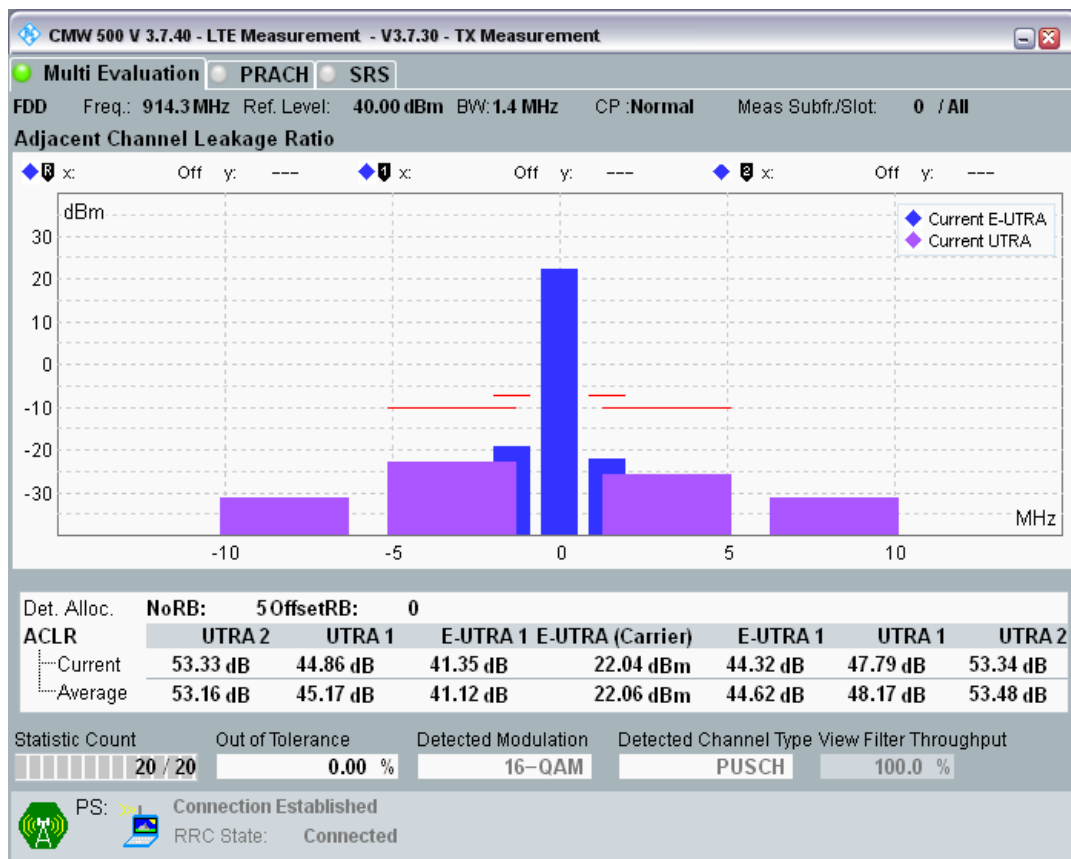 CMW 500 V 3.7.40 - LTE Measurement - V3.7.30 - TX Measurement
Multi Evaluation PRACH SRS
FDD Freq.: 914.3 MHz Ref. Level: 40.00 dBm BW: 1.4 MHz CP :Normal Meas Subfr./Slot: 0 / All
Adjacent Channel Leakage Ratio
R x: Off y: --- 1 x: Off y: --- 2 x: Off y: ---
dBm
Current E-UTRA
Current UTRA
30
20
10
0
-10
-20
-30
MHz
-10 -5 0 5 10
Det. Alloc. NoRB: 5 OffsetRB: 0
ACLR UTRA 2 UTRA 1 E-UTRA 1 E-UTRA (Carrier) E-UTRA 1 UTRA 1 UTRA 2
Current 53.33 dB 44.86 dB 41.35 dB 22.04 dBm 44.32 dB 47.79 dB 53.34 dB
Average 53.16 dB 45.17 dB 41.12 dB 22.06 dBm 44.62 dB 48.17 dB 53.48 dB
Statistic Count Out of Tolerance Detected Modulation Detected Channel Type View Filter Throughput
20 / 20 0.00 % 16-QAM PUSCH 100.0 %
PS: Connection Established
RRC State: Connected